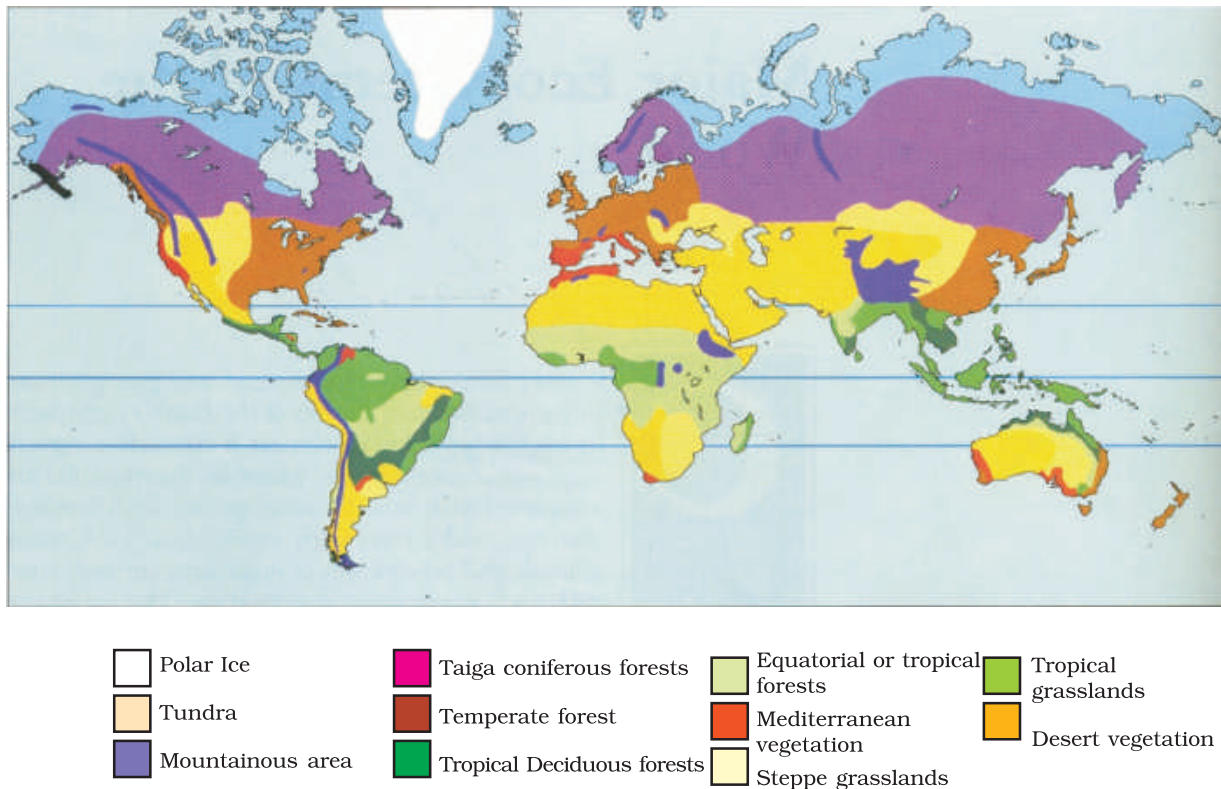 Polar Ice
Tundra
Mountainous area
Taiga coniferous forests
Temperate forest
Tropical Deciduous forests
Equatorial or tropical
forests
Mediterranean
vegetation
Steppe grasslands
Tropical
grasslands
Desert vegetation